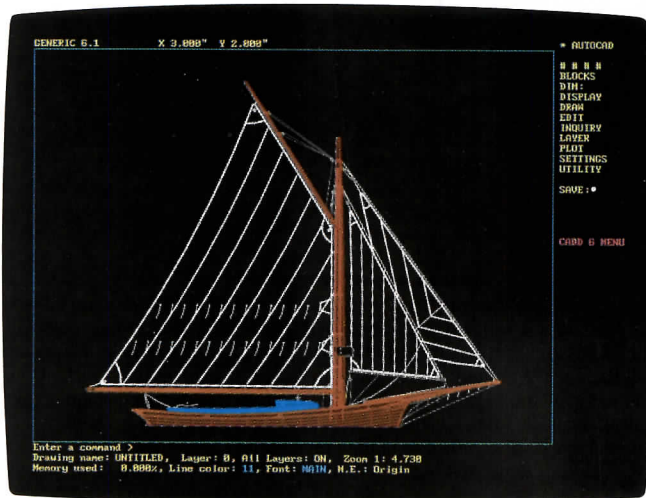 GENERIC 6.1 X 3.000" Y 2.000"
* AUTOCAD
# # # #
BLOCKS
DIM:
DISPLAY
DRAW
EDIT
INQUIRY
LAYER
PLOT
SETTINGS
UTILITY
SAVE:•
CADD 6 MENU
Enter a command >
Drawing name: UNTITLED, Layer: 0, All Layers: ON, Zoom 1: 4.730
Memory used: 0.000%, Line color: 11, Font: MAIN, N.E.: Origin